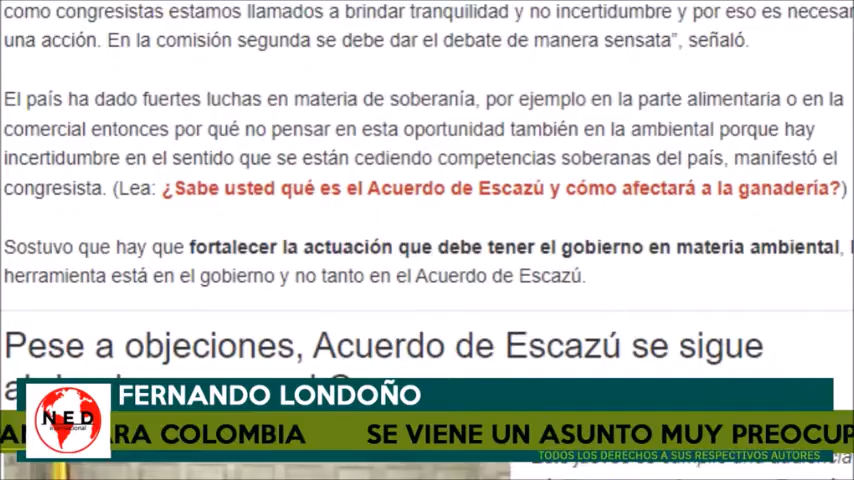 como congresistas estamos llamados a brindar tranquilidad y no incertidumbre y por eso es
una acción. En la comisión segunda se debe dar el debate de manera sensata”, señaló.
El país ha dado fuertes luchas en materia de soberanía, por ejemplo en la parte alimentaria o en la
comercial entonces por qué no pensar en esta oportunidad también en la ambiental porque hay
incertidumbre en el sentido que se están cediendo competencias soberanas del país, manifestó el
congresista. (Lea: ¿Sabe usted qué es el Acuerdo de Escazú y cómo afectará a la ganadería?)
Sostuvo que hay que fortalecer la actuación que debe tener el gobierno en materia ambiental,
herramienta está en el gobierno y no tanto en el Acuerdo de Escazú.
Pese a objeciones, Acuerdo de Escazú se sigue
FERNANDO LONDOÑO
NED
international
ARA COLOMBIA SE VIENE UN ASUNTO MUY PREOCUP
TODOS LOS DERECHOS A SUS RESPECTIVOS AUTORES